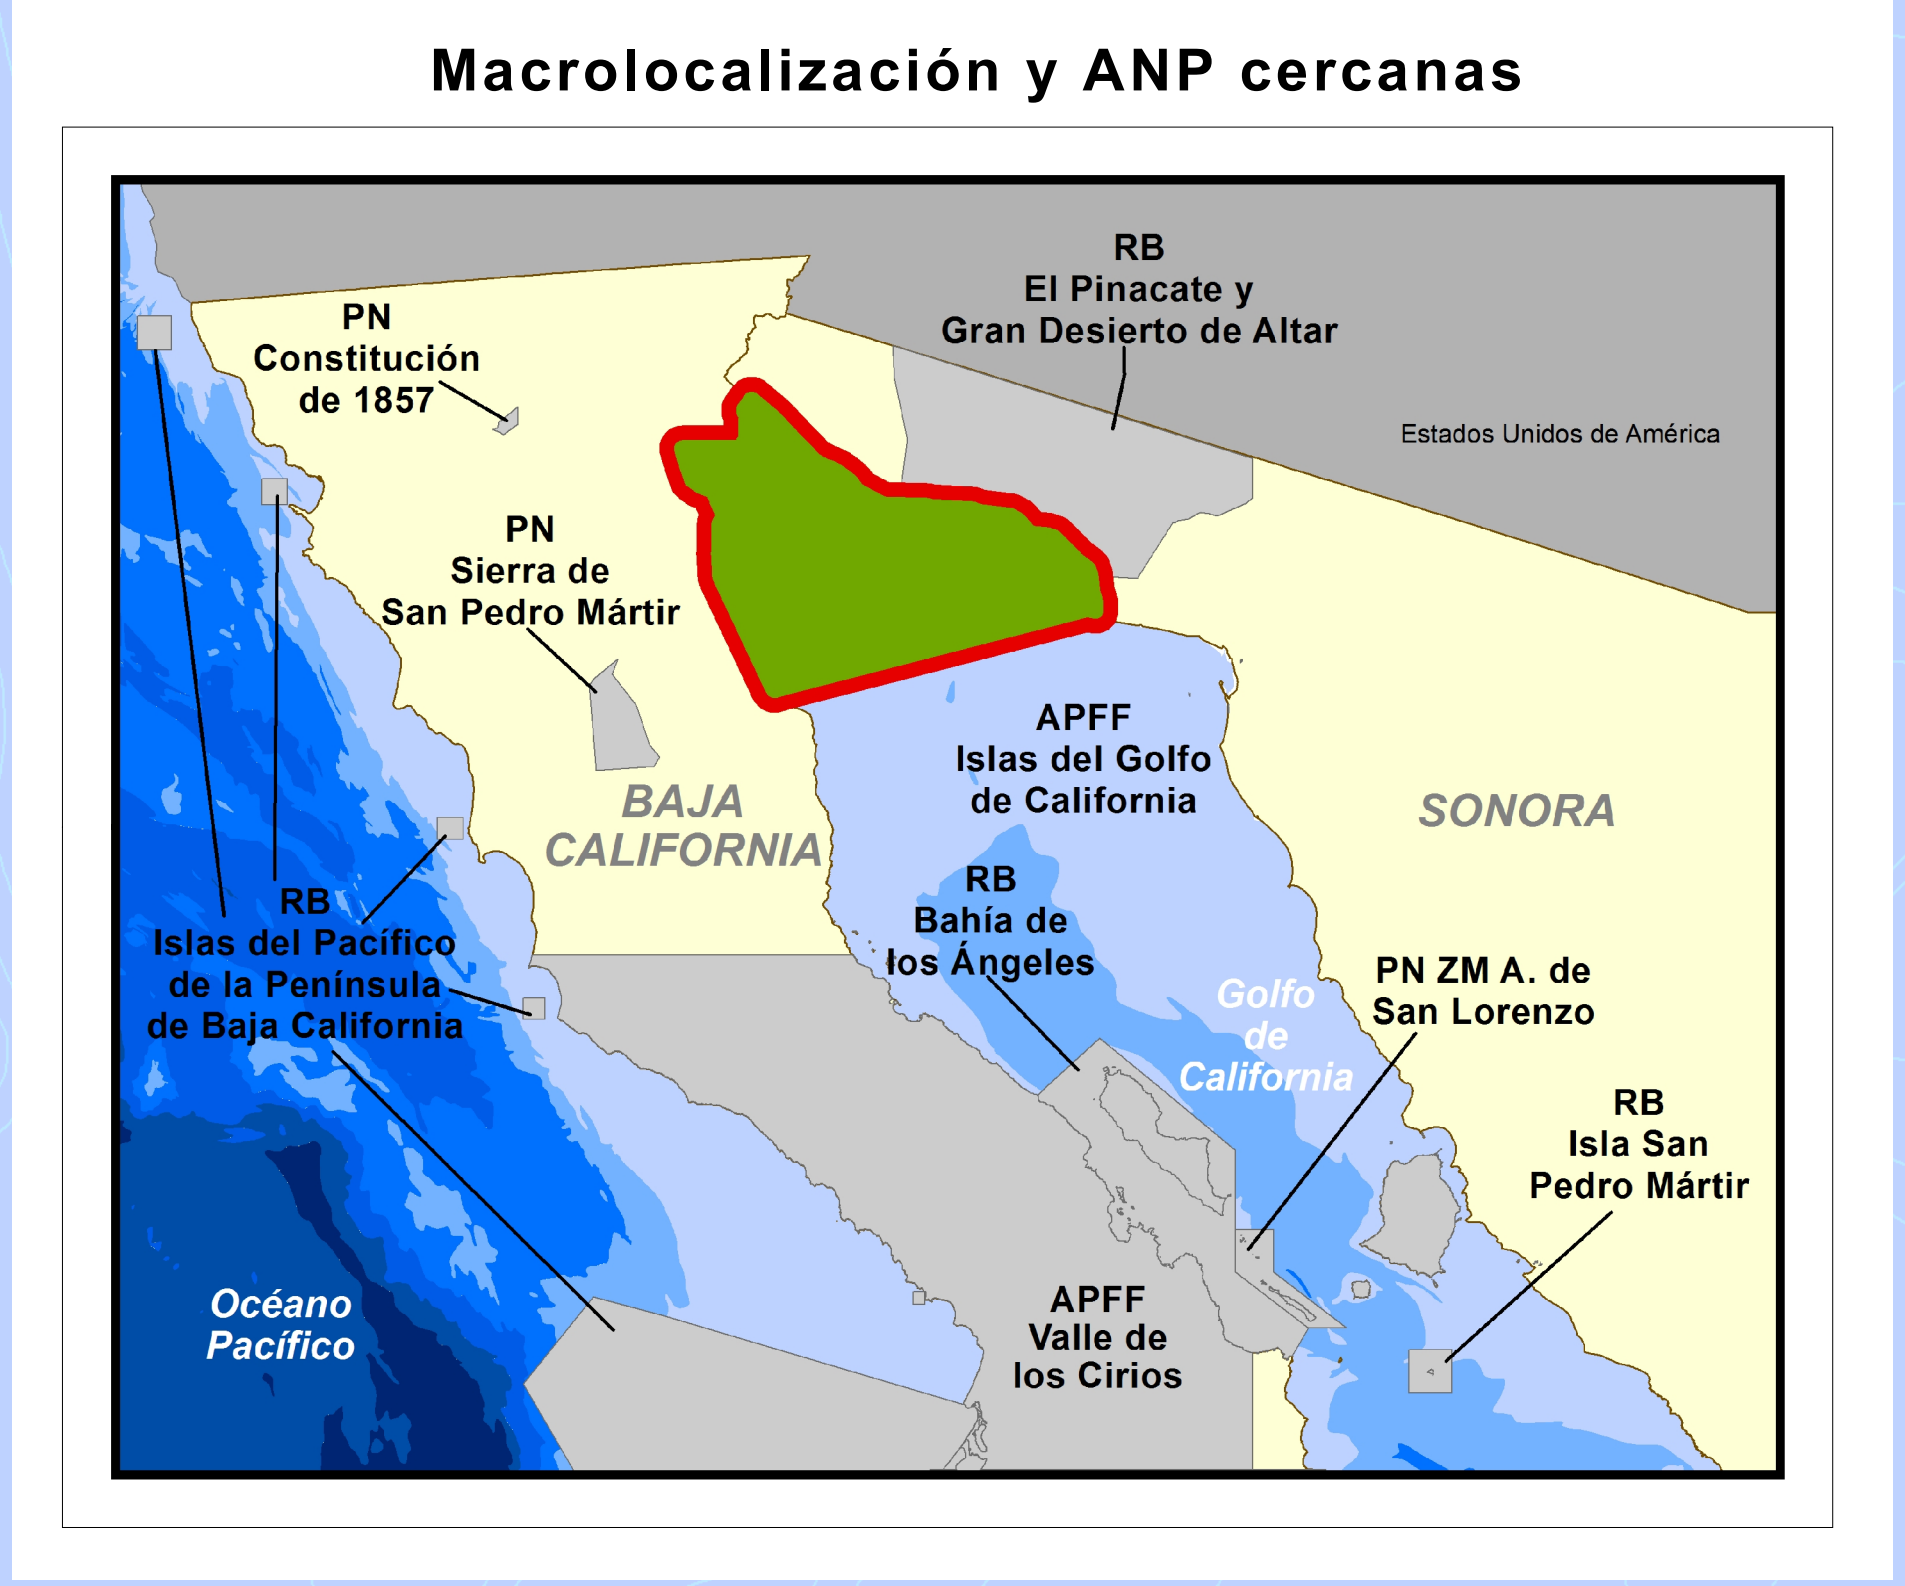 Macrolocalización y ANP cercanas
RB
El Pinacate y
Gran Desierto de Altar
PN
Constitución
de 1857
Estados Unidos de América
PN
Sierra de
San Pedro Mártir
APFF
Islas del Golfo
de California
BAJA
CALIFORNIA
SONORA
RB
Bahía de
los Ángeles
RB
Islas del Pacífico
de la Península
de Baja California
Golfo
de
California
PN ZM A. de
San Lorenzo
RB
Isla San
Pedro Mártir
Océano
Pacífico
APFF
Valle de
los Cirios